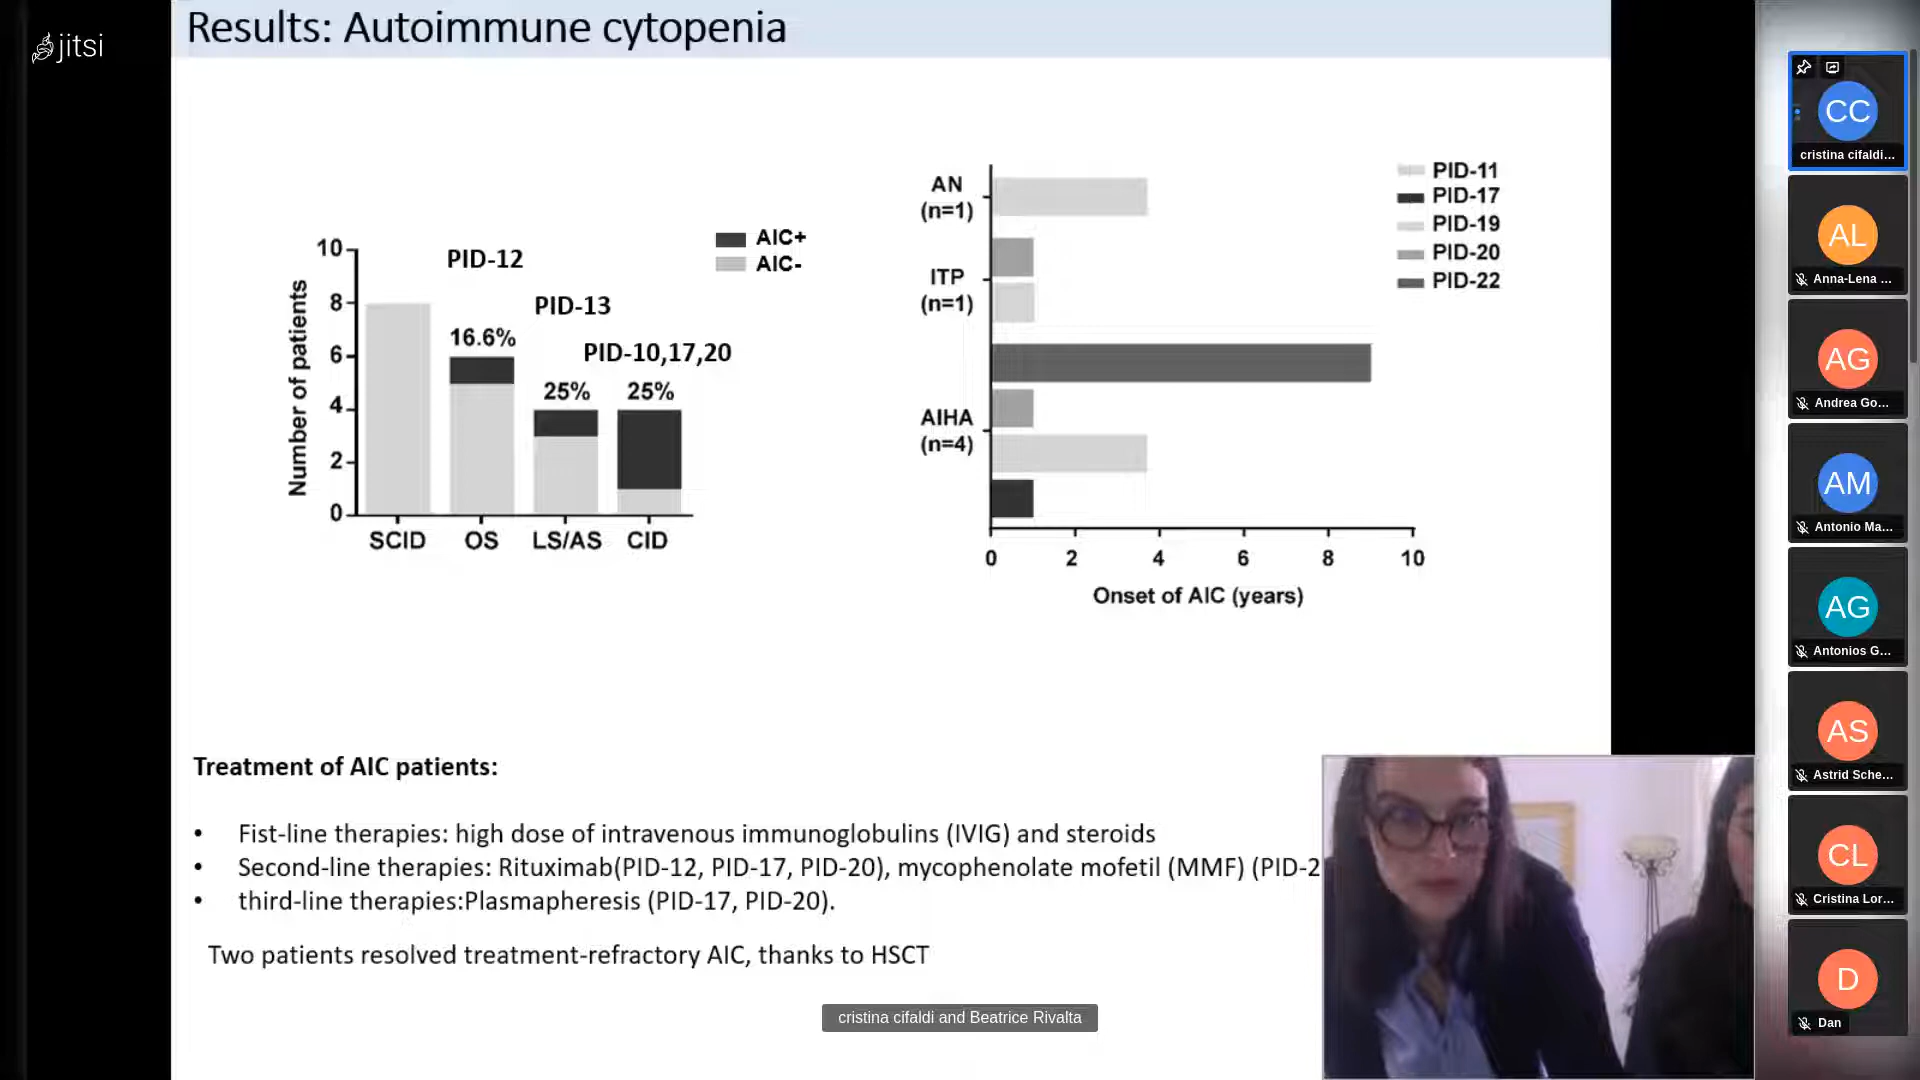 jitsi
Results: Autoimmune cytopenia
10
8
6
4
2
0
Number of patients
PID-12
PID-13
PID-10,17,20
16.6%
25%
25%
AIC+
AIC-
SCID
OS
LS/AS
CID
AN
(n=1)
ITP
(n=1)
AIHA
(n=4)
0
2
4
6
8
10
Onset of AIC (years)
PID-11
PID-17
PID-19
PID-20
PID-22
Treatment of AIC patients:
• Fist-line therapies: high dose of intravenous immunoglobulins (IVIG) and steroids
• Second-line therapies: Rituximab(PID-12, PID-17, PID-20), mycophenolate mofetil (MMF) (PID-2
• third-line therapies:Plasmapheresis (PID-17, PID-20).
Two patients resolved treatment-refractory AIC, thanks to HSCT
cristina cifaldi and Beatrice Rivalta
CC
cristina cifaldi...
AL
Anna-Lena ...
AG
Andrea Go...
AM
Antonio Ma...
AG
Antonios G...
AS
Astrid Sche...
CL
Cristina Lor...
D
Dan